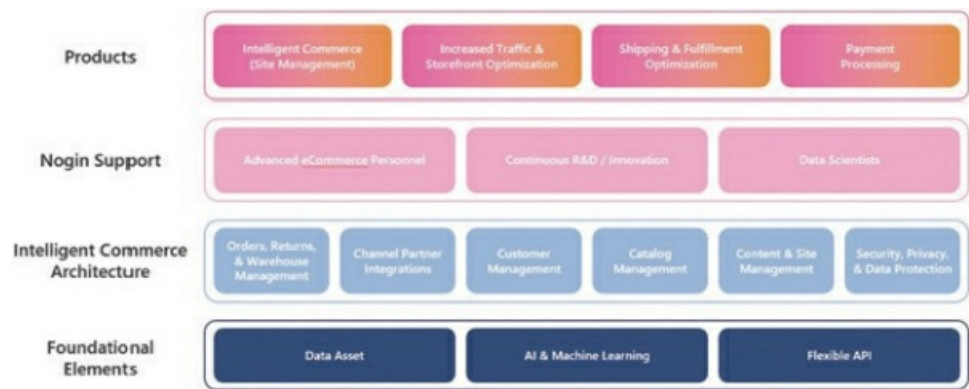 Products
Intelligent Commerce
(Site Management)
Increased Traffic &
Storefront Optimization
Shipping & Fulfillment
Optimization
Payment
Processing
Nogin Support
Advanced eCommerce Personnel
Continuous R&D / Innovation
Data Scientists
Intelligent Commerce
Architecture
Orders, Returns,
& Warehouse
Management
Channel Partner
Integrations
Customer
Management
Catalog
Management
Content & Site
Management
Security, Privacy,
& Data Protection
Foundational
Elements
Data Asset
AI & Machine Learning
Flexible API